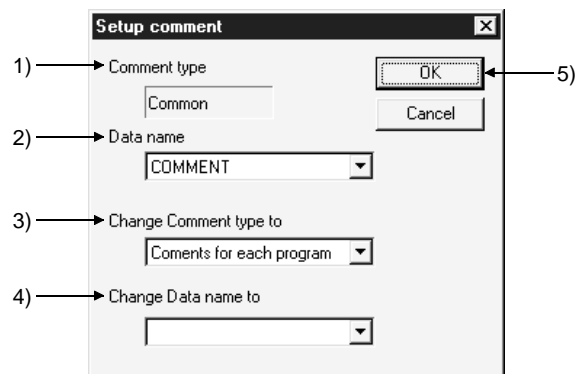 Setup comment
1) Comment type
OK
5)
Common
Cancel
2) Data name
COMMENT
3) Change Comment type to
Coments for each program
4) Change Data name to